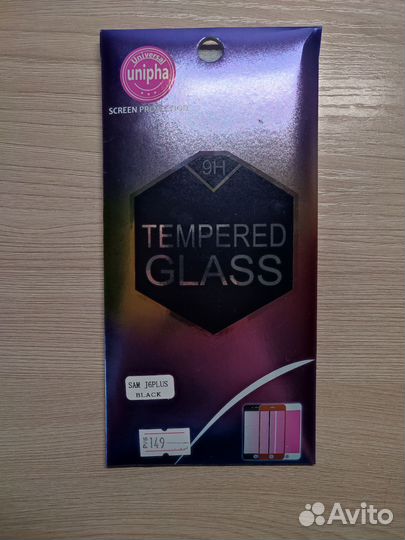 Universal
unipha
SCREEN PROTECTION
9H
TEMPERED
GLASS
SAM J6PLUS
BLACK
149
Avito